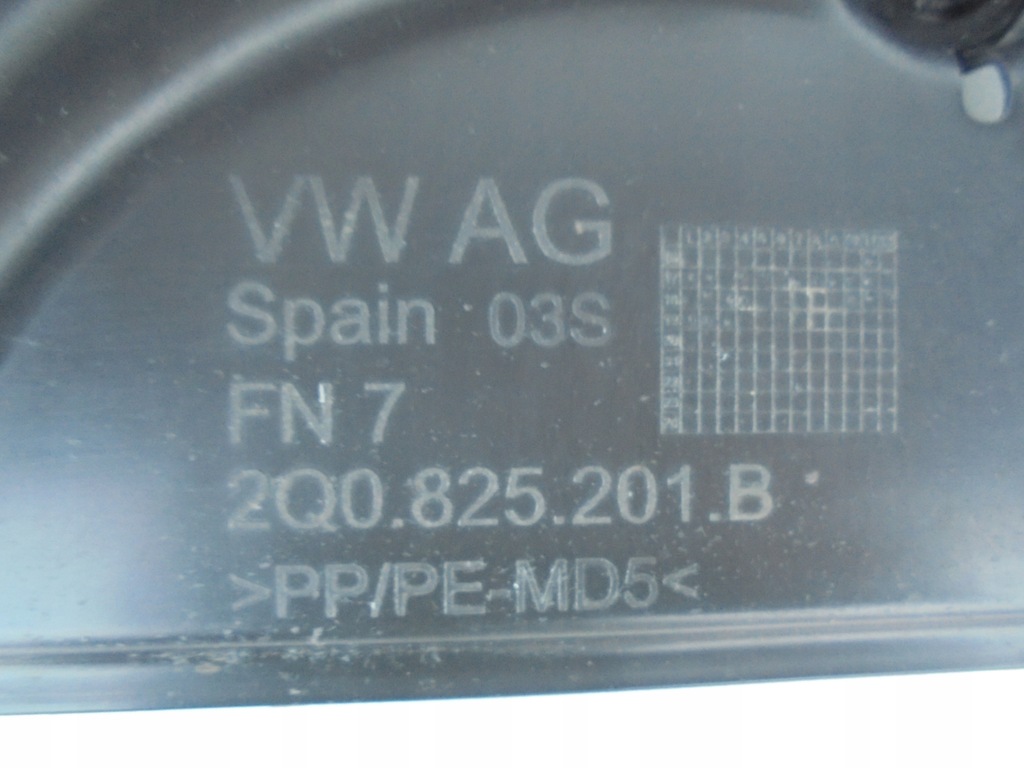 VW AG
Spain 03S
FN 7
2Q0.825.201.B
>PP/PE-MD5<